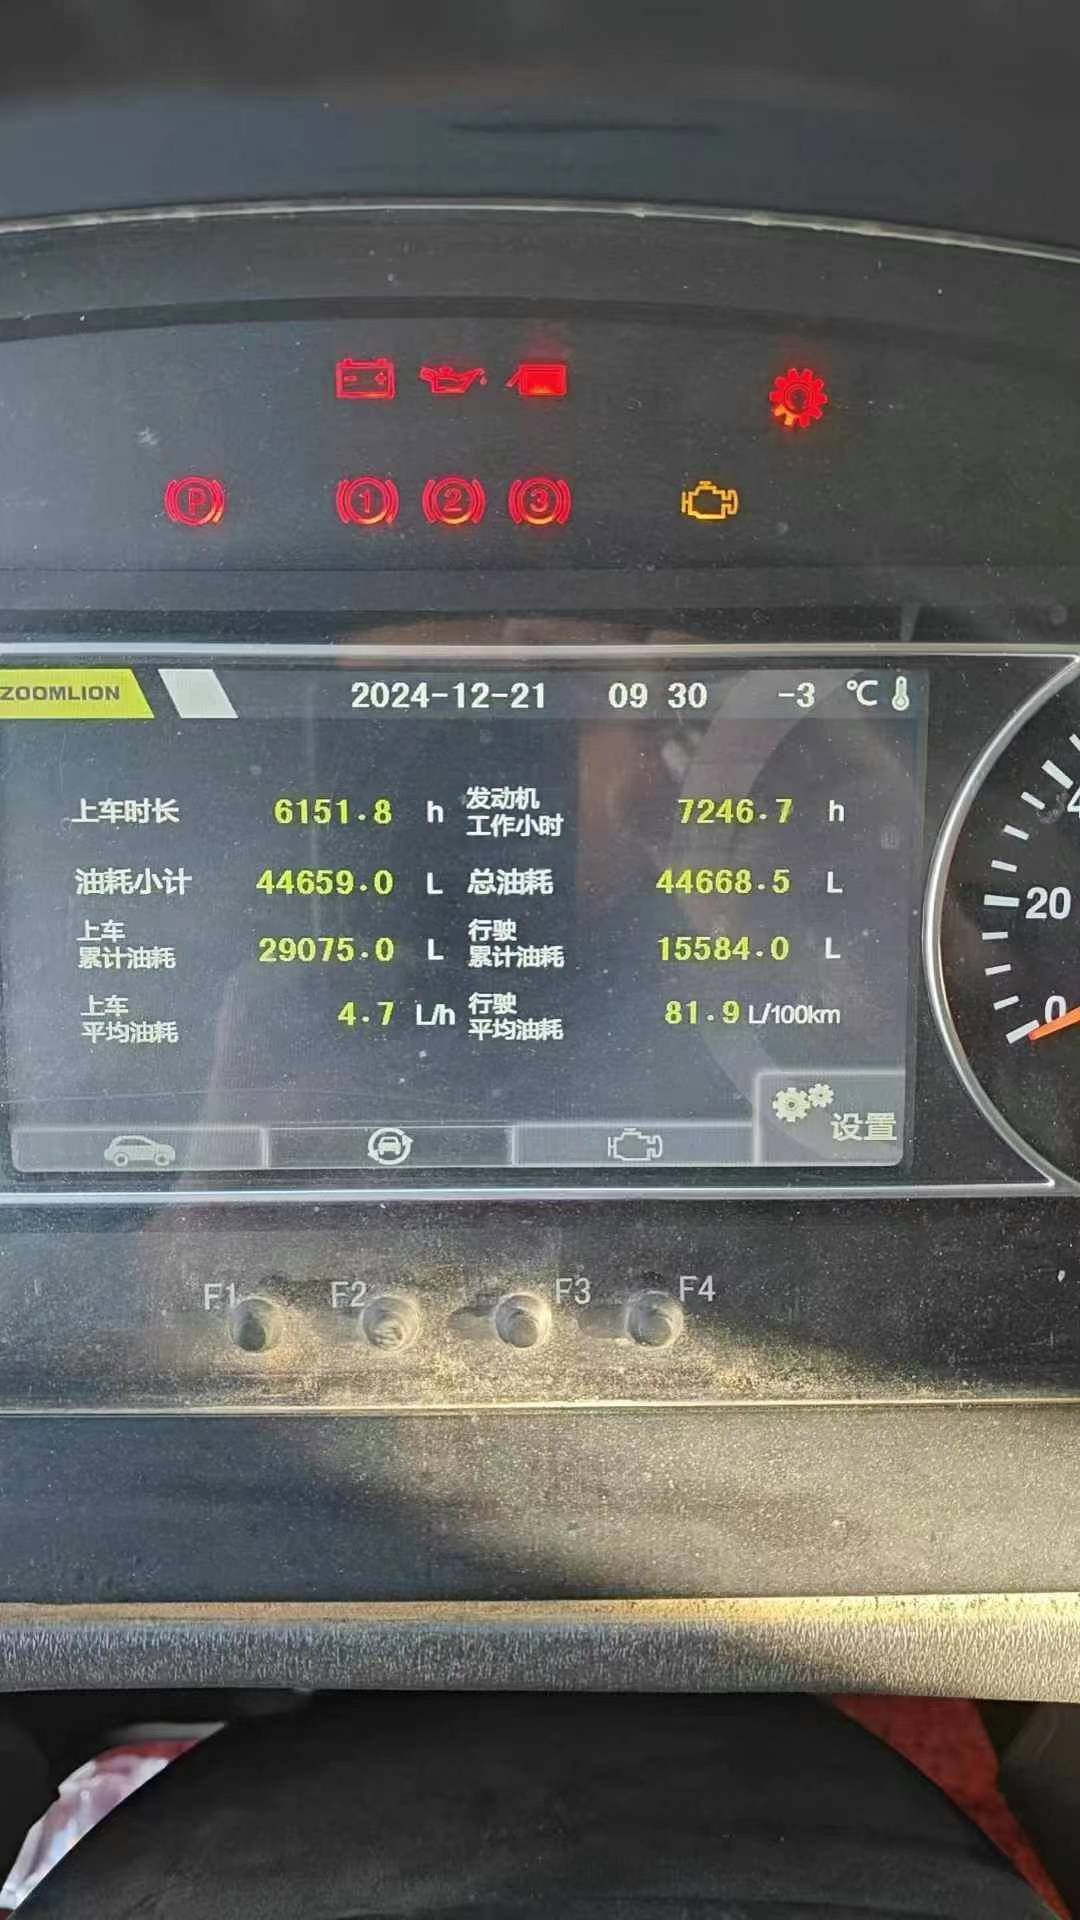 P
1 2 3
ZOOMLION 2024-12-21 09 30 -3 ℃
上车时长 6151.8 h 发动机工作小时 7246.7 h
油耗小计 44659.0 L 总油耗 44668.5 L
上车累计油耗 29075.0 L 行驶累计油耗 15584.0 L
上车平均油耗 4.7 L/h 行驶平均油耗 81.9 L/100km
设置
20
0
F1 F2 F3 F4